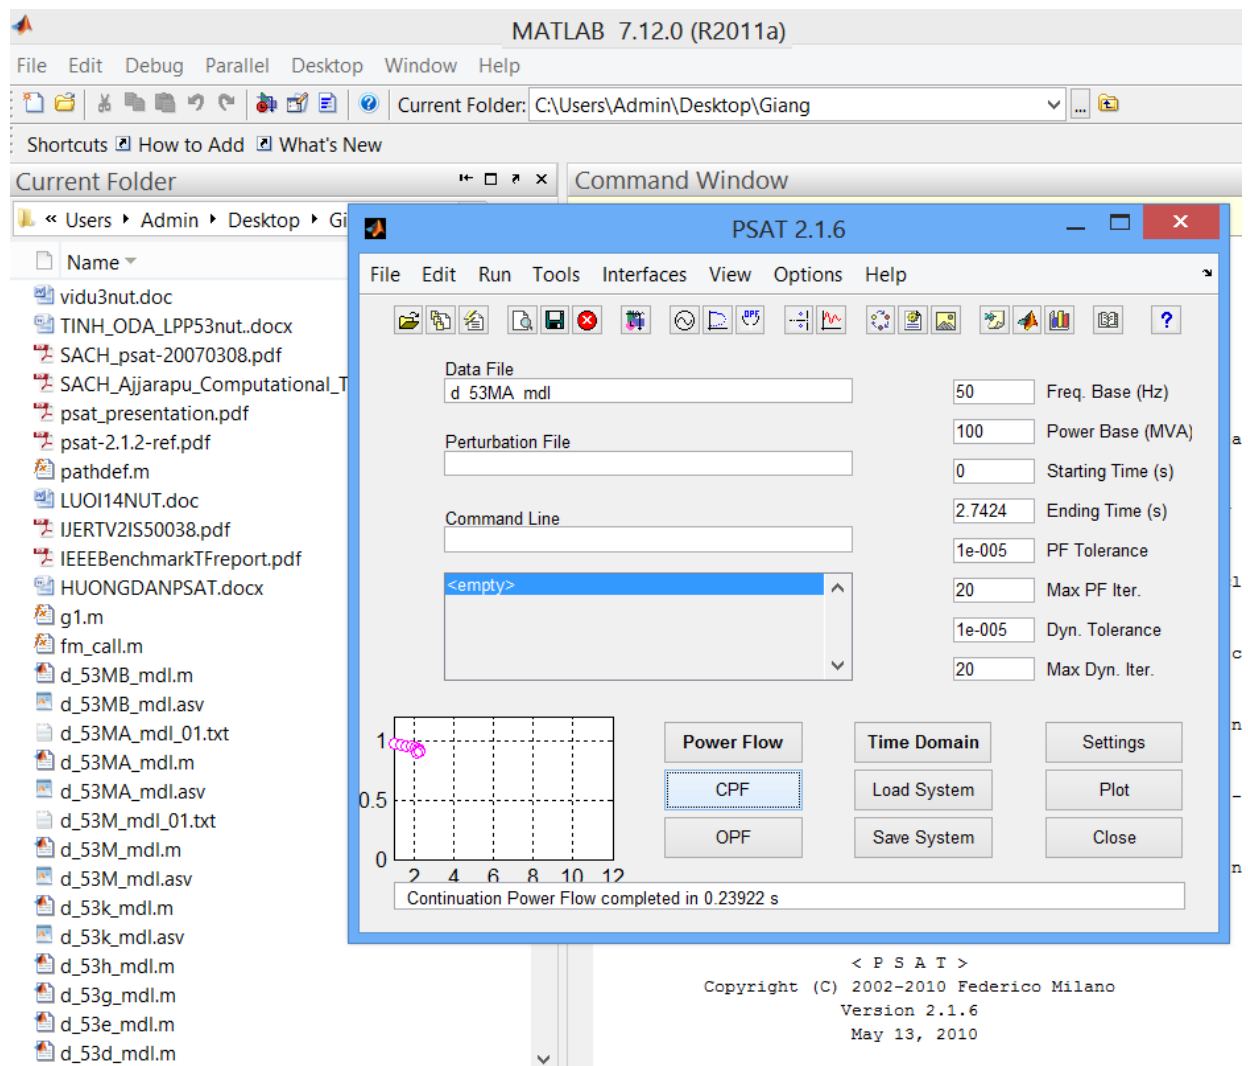 MATLAB 7.12.0 (R2011a)
File Edit Debug Parallel Desktop Window Help
Current Folder: C:\Users\Admin\Desktop\Giang
Shortcuts How to Add What's New
Current Folder
Command Window
« Users Admin Desktop Gi
Name
vidu3nut.doc
TINH_ODA_LPP53nut..docx
SACH_psat-20070308.pdf
SACH_Ajjarapu_Computational_T
psat_presentation.pdf
psat-2.1.2-ref.pdf
pathdef.m
LUOI14NUT.doc
IJERTV2IS50038.pdf
IEEEBenchmarkTFreport.pdf
HUONGDANPSAT.docx
g1.m
fm_call.m
d_53MB_mdl.m
d_53MB_mdl.asv
d_53MA_mdl_01.txt
d_53MA_mdl.m
d_53MA_mdl.asv
d_53M_mdl_01.txt
d_53M_mdl.m
d_53M_mdl.asv
d_53k_mdl.m
d_53k_mdl.asv
d_53h_mdl.m
d_53g_mdl.m
d_53e_mdl.m
d_53d_mdl.m
PSAT 2.1.6
File Edit Run Tools Interfaces View Options Help
OPF
?
Data File
d_53MA_mdl
Perturbation File
Command Line
<empty>
50 Freq. Base (Hz)
100 Power Base (MVA)
0 Starting Time (s)
2.7424 Ending Time (s)
1e-005 PF Tolerance
20 Max PF Iter.
1e-005 Dyn. Tolerance
20 Max Dyn. Iter.
1
0.5
0
2 4 6 8 10 12
Power Flow Time Domain Settings
CPF Load System Plot
OPF Save System Close
Continuation Power Flow completed in 0.23922 s
< P S A T >
Copyright (C) 2002-2010 Federico Milano
Version 2.1.6
May 13, 2010